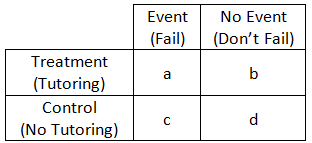 Event No Event
(Fail) (Don’t Fail)
Treatment
(Tutoring) a b
Control
(No Tutoring) c d